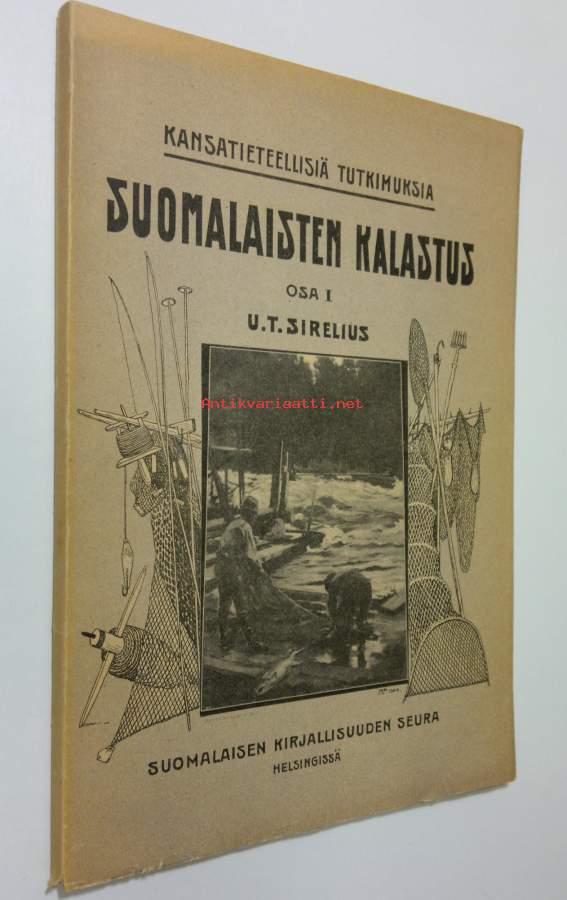 KANSATIETEELLISIÄ TUTKIMUKSIA
SUOMALAISTEN KALASTUS
OSA I
U.T. SIRELIUS
Antikvariaatti.net
SUOMALAISEN KIRJALLISUUDEN SEURA
HELSINGISSÄ